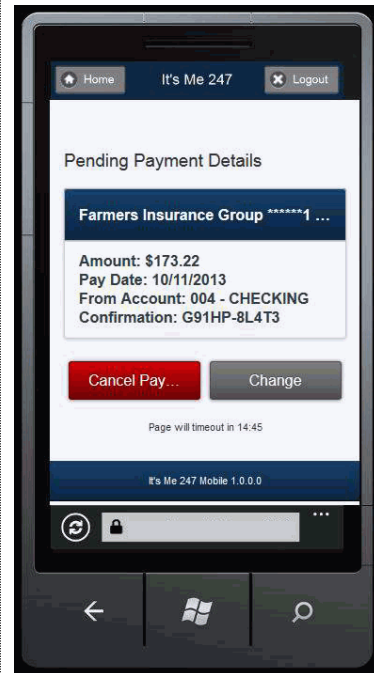 Home
It's Me 247
Logout
Pending Payment Details
Farmers Insurance Group ******1 ...
Amount: $173.22
Pay Date: 10/11/2013
From Account: 004 - CHECKING
Confirmation: G91HP-8L4T3
Cancel Pay...
Change
Page will timeout in 14:45
It's Me 247 Mobile 1.0.0.0